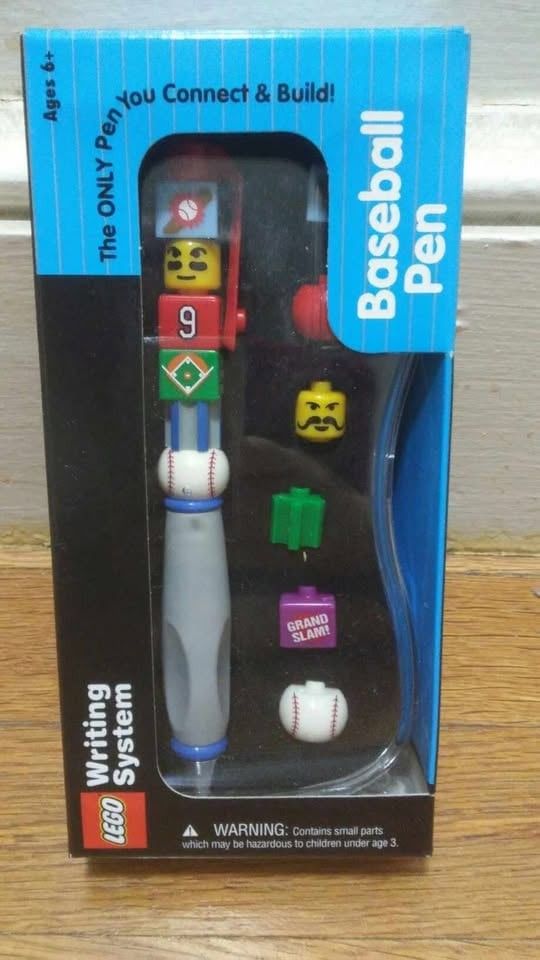 Ages 6+
The ONLY Pen You Connect & Build!
Baseball
Pen
9
GRAND
SLAM!
LEGO
Writing
System
WARNING: Contains small parts
which may be hazardous to children under age 3.